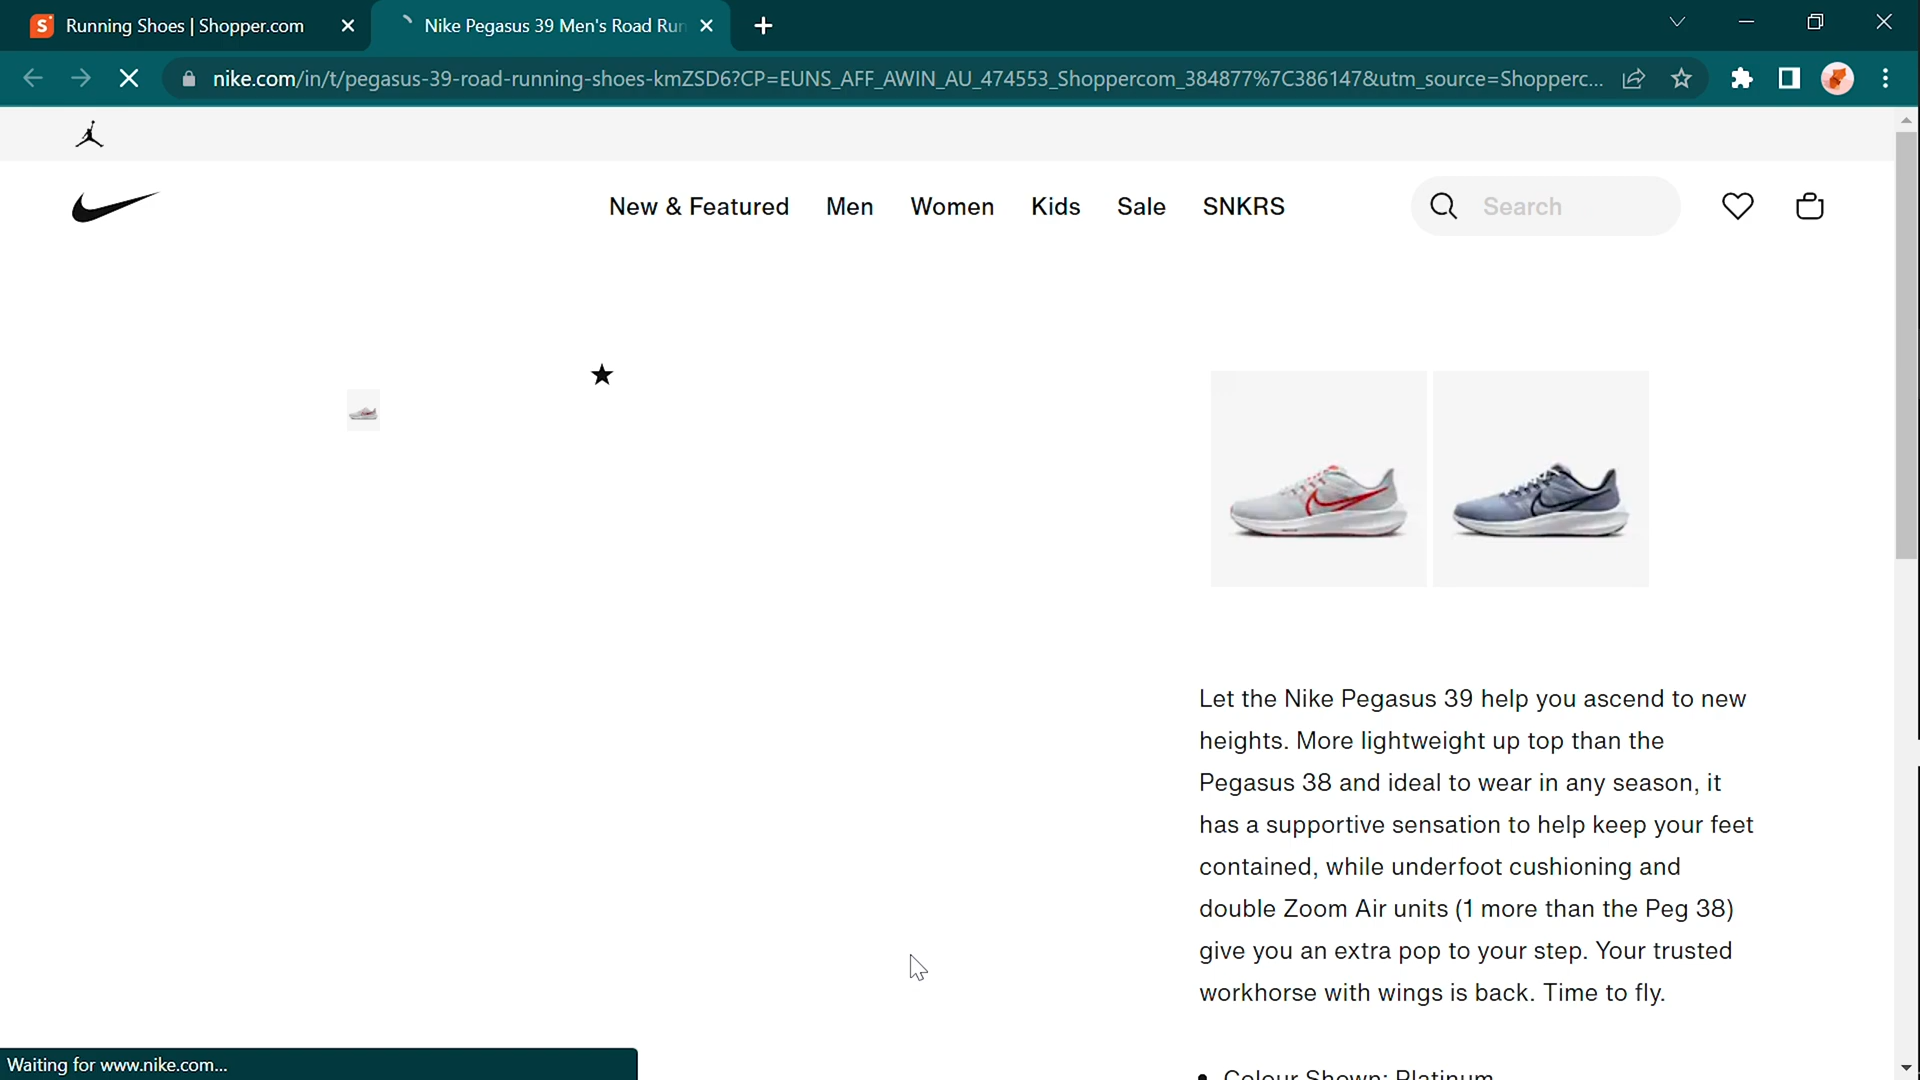 Running Shoes | Shopper.com
Nike Pegasus 39 Men's Road Run
nike.com/in/t/pegasus-39-road-running-shoes-kmZSD6?CP=EUNS_AFF_AWIN_AU_474553_Shoppercom_384877%7C386147&utm_source=Shopperc...
New & Featured
Men
Women
Kids
Sale
SNKRS
Search
Let the Nike Pegasus 39 help you ascend to new
heights. More lightweight up top than the
Pegasus 38 and ideal to wear in any season, it
has a supportive sensation to help keep your feet
contained, while underfoot cushioning and
double Zoom Air units (1 more than the Peg 38)
give you an extra pop to your step. Your trusted
workhorse with wings is back. Time to fly.
• Colour Shown: Platinum
Waiting for www.nike.com...